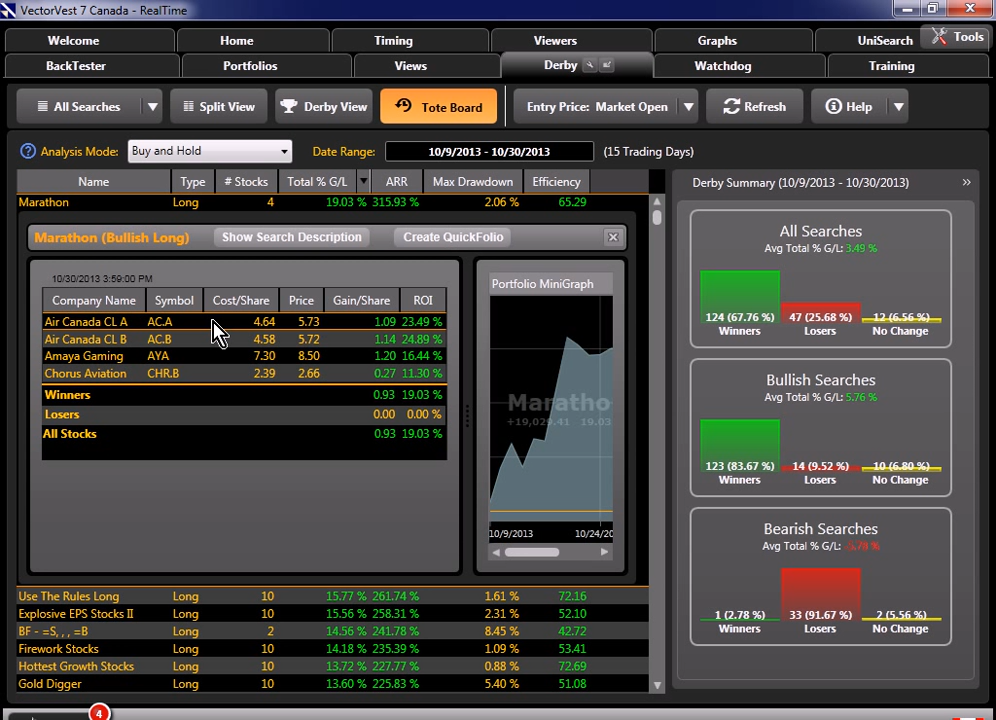 VectorVest 7 Canada - RealTime
Welcome Home Timing Viewers Graphs UniSearch Tools
BackTester Portfolios Views Derby Watchdog Training
All Searches Split View Derby View Tote Board Entry Price: Market Open Refresh Help
Analysis Mode: Buy and Hold Date Range: 10/9/2013 - 10/30/2013 (15 Trading Days)
Name Type # Stocks Total % G/L ARR Max Drawdown Efficiency
Marathon Long 4 19.03 % 315.93 % 2.06 % 65.29
Marathon (Bullish Long) Show Search Description Create QuickFolio
10/30/2013 3:59:00 PM
Company Name Symbol Cost/Share Price Gain/Share ROI
Air Canada CL A AC.A 4.64 5.73 1.09 23.49 %
Air Canada CL B AC.B 4.58 5.72 1.14 24.89 %
Amaya Gaming AYA 7.30 8.50 1.20 16.44 %
Chorus Aviation CHR.B 2.39 2.66 0.27 11.30 %
Winners 0.93 19.03 %
Losers 0.00 0.00 %
All Stocks 0.93 19.03 %
Portfolio MiniGraph
Maratho
+19,029.41 19.03
10/9/2013 10/24/20
Use The Rules Long Long 10 15.77 % 261.74 % 1.61 % 72.16
Explosive EPS Stocks II Long 10 15.56 % 258.31 % 2.31 % 52.10
BF - =S, , , =B Long 2 14.56 % 241.78 % 8.45 % 42.72
Firework Stocks Long 10 14.18 % 235.39 % 1.09 % 53.41
Hottest Growth Stocks Long 10 13.72 % 227.77 % 0.88 % 72.69
Gold Digger Long 10 13.60 % 225.83 % 5.40 % 51.08
Derby Summary (10/9/2013 - 10/30/2013) »
All Searches
Avg Total % G/L: 3.49 %
124 (67.76 %) 47 (25.68 %) 12 (6.56 %)
Winners Losers No Change
Bullish Searches
Avg Total % G/L: 5.76 %
123 (83.67 %) 14 (9.52 %) 10 (6.80 %)
Winners Losers No Change
Bearish Searches
Avg Total % G/L: -5.78 %
1 (2.78 %) 33 (91.67 %) 2 (5.56 %)
Winners Losers No Change
4